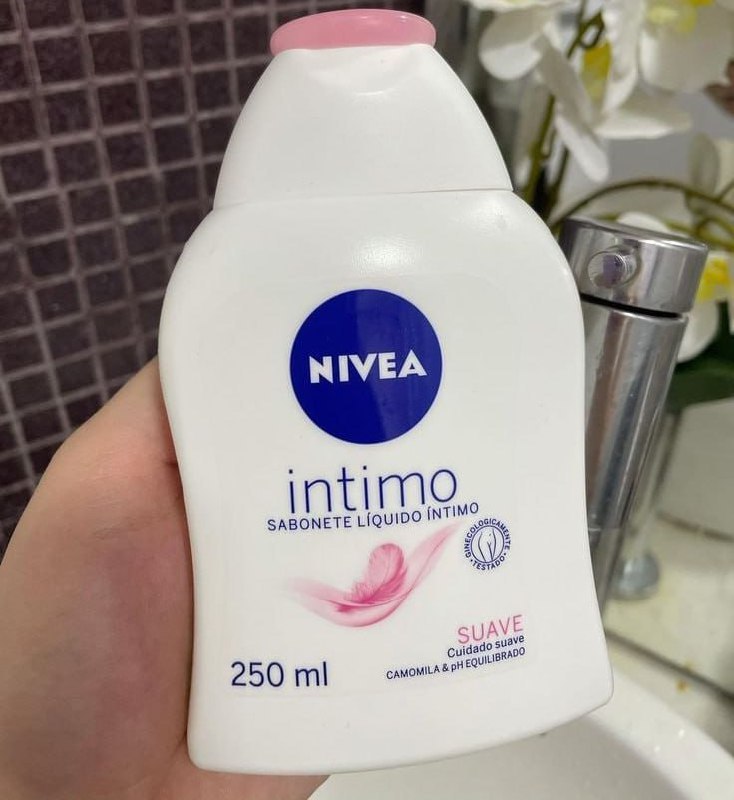 NIVEA
intimo
SABONETE LÍQUIDO ÍNTIMO
GINECOLOGICAMENTE
• TESTADO •
SUAVE
Cuidado suave
CAMOMILA & pH EQUILIBRADO
250 ml